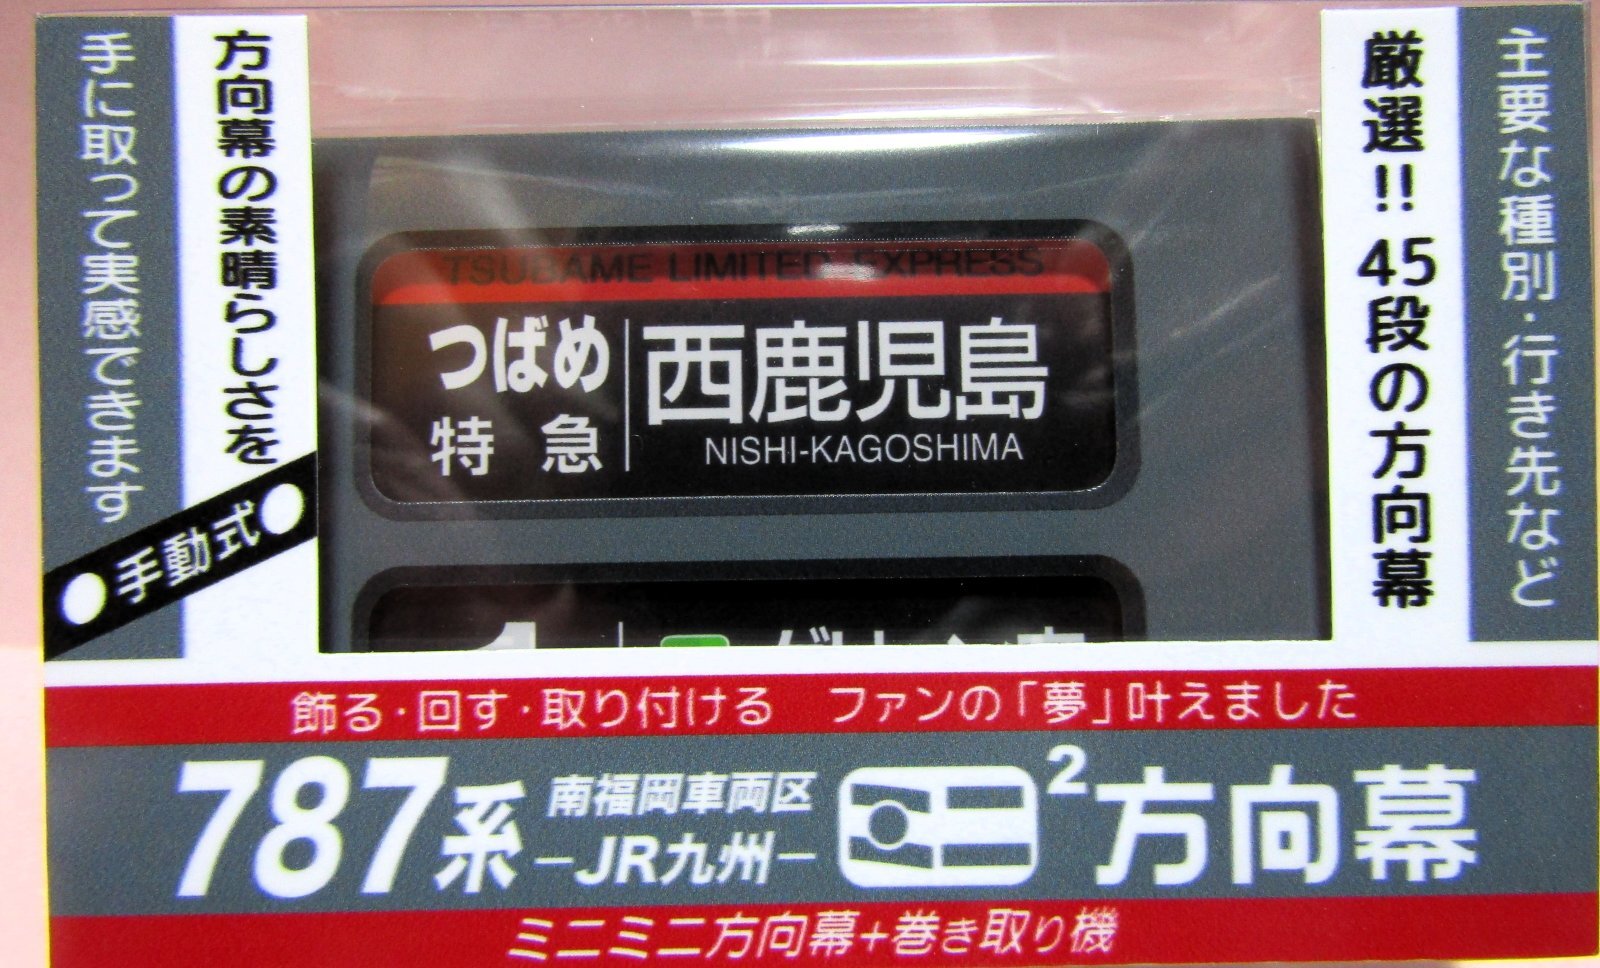 主要な種別・行き先など
厳選!! 45段の方向幕
方向幕の素晴らしさを
手に取って実感できます
手動式
TSUBAME LIMITED EXPRESS
つばめ
特急
西鹿児島
NISHI-KAGOSHIMA
飾る・回す・取り付ける ファンの「夢」叶えました
787系
南福岡車両区
-JR九州-
2
方向幕
ミニミニ方向幕+巻き取り機